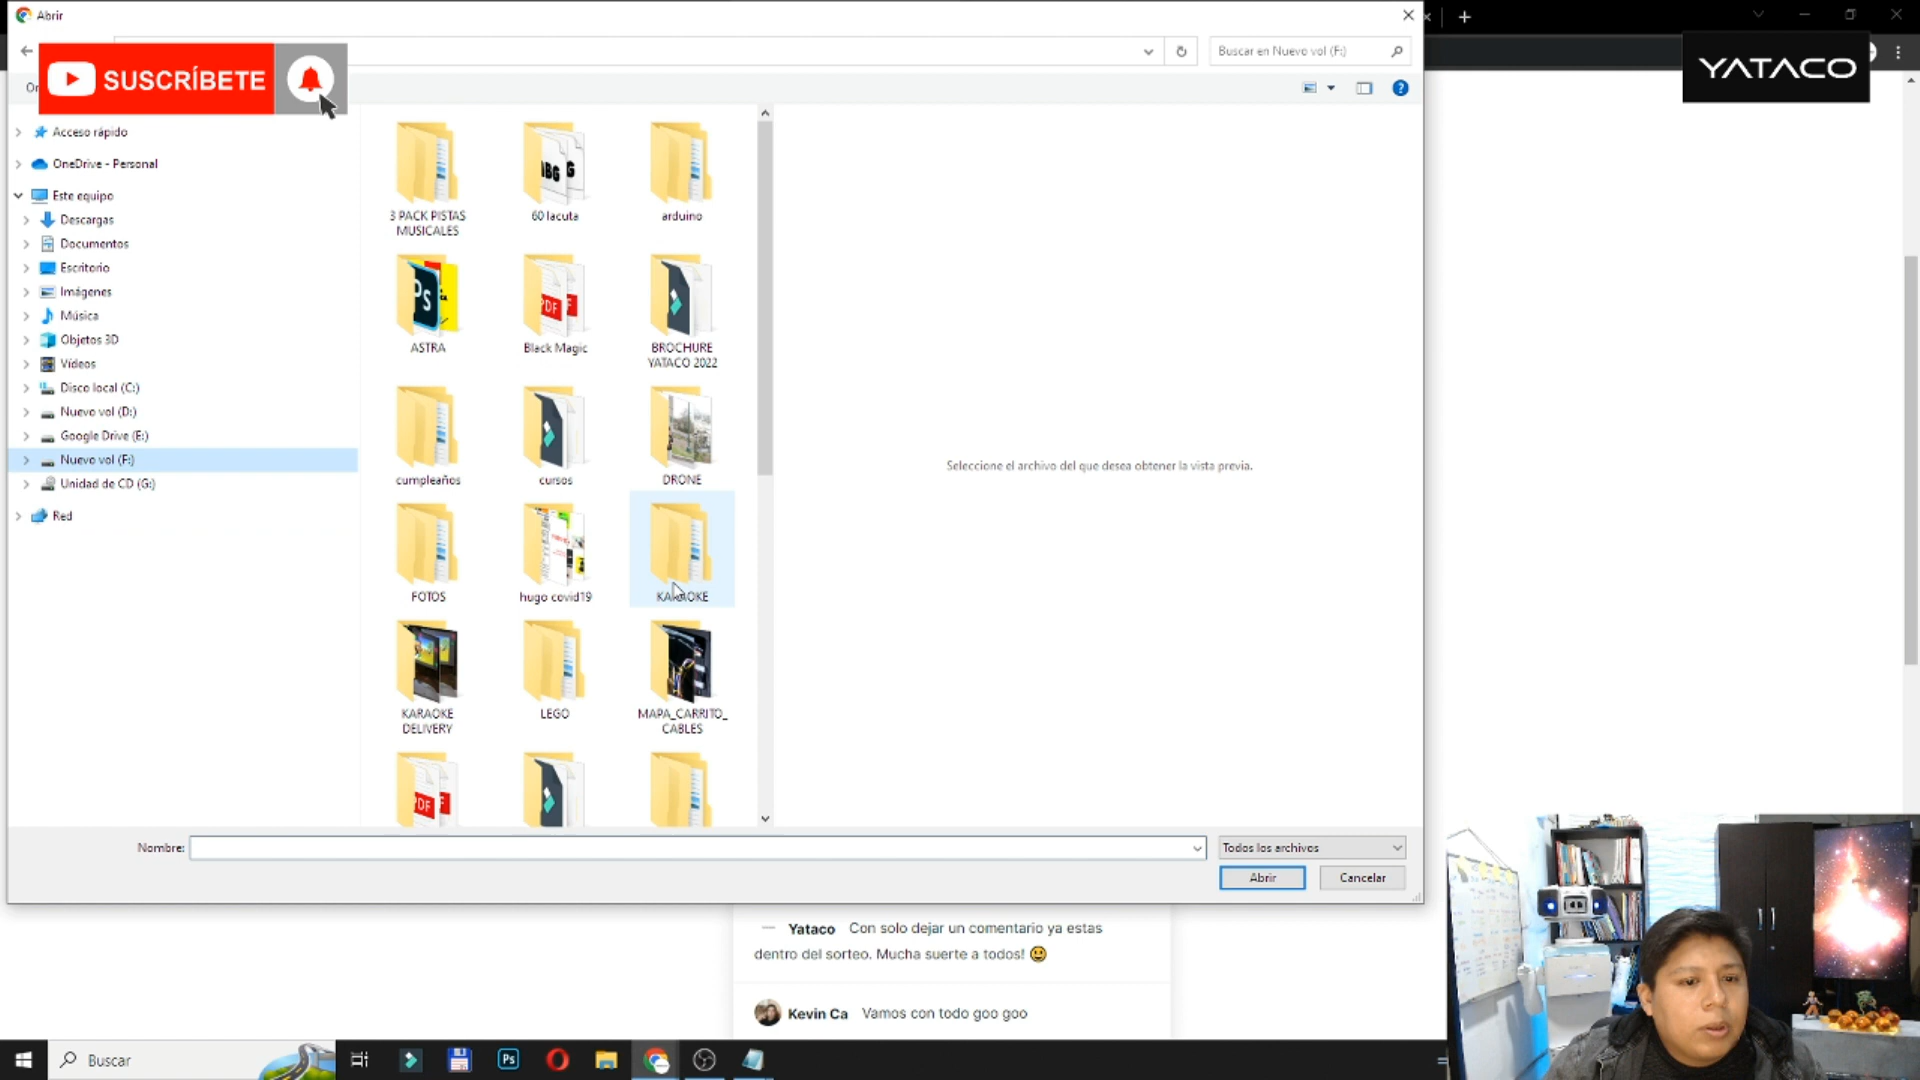 Abrir
SUSCRÍBETE
Buscar en Nuevo vol (F:)
YATACO
Acceso rápido
OneDrive - Personal
Este equipo
Descargas
Documentos
Escritorio
Imágenes
Música
Objetos 3D
Vídeos
Disco local (C:)
Nuevo vol (D:)
Google Drive (E:)
Nuevo vol (F:)
Unidad de CD (G:)
Red
3 PACK PISTAS
MUSICALES
60 lacuta
arduino
ASTRA
Black Magic
BROCHURE
YATACO 2022
cumpleaños
cursos
DRONE
FOTOS
hugo covid19
KARAOKE
KARAOKE
DELIVERY
LEGO
MAPA_CARRITO_
CABLES
Seleccione el archivo del que desea obtener la vista previa.
Nombre:
Todos los archivos
Abrir
Cancelar
Yataco Con solo dejar un comentario ya estas
dentro del sorteo. Mucha suerte a todos! 😀
Kevin Ca Vamos con todo goo goo
Buscar